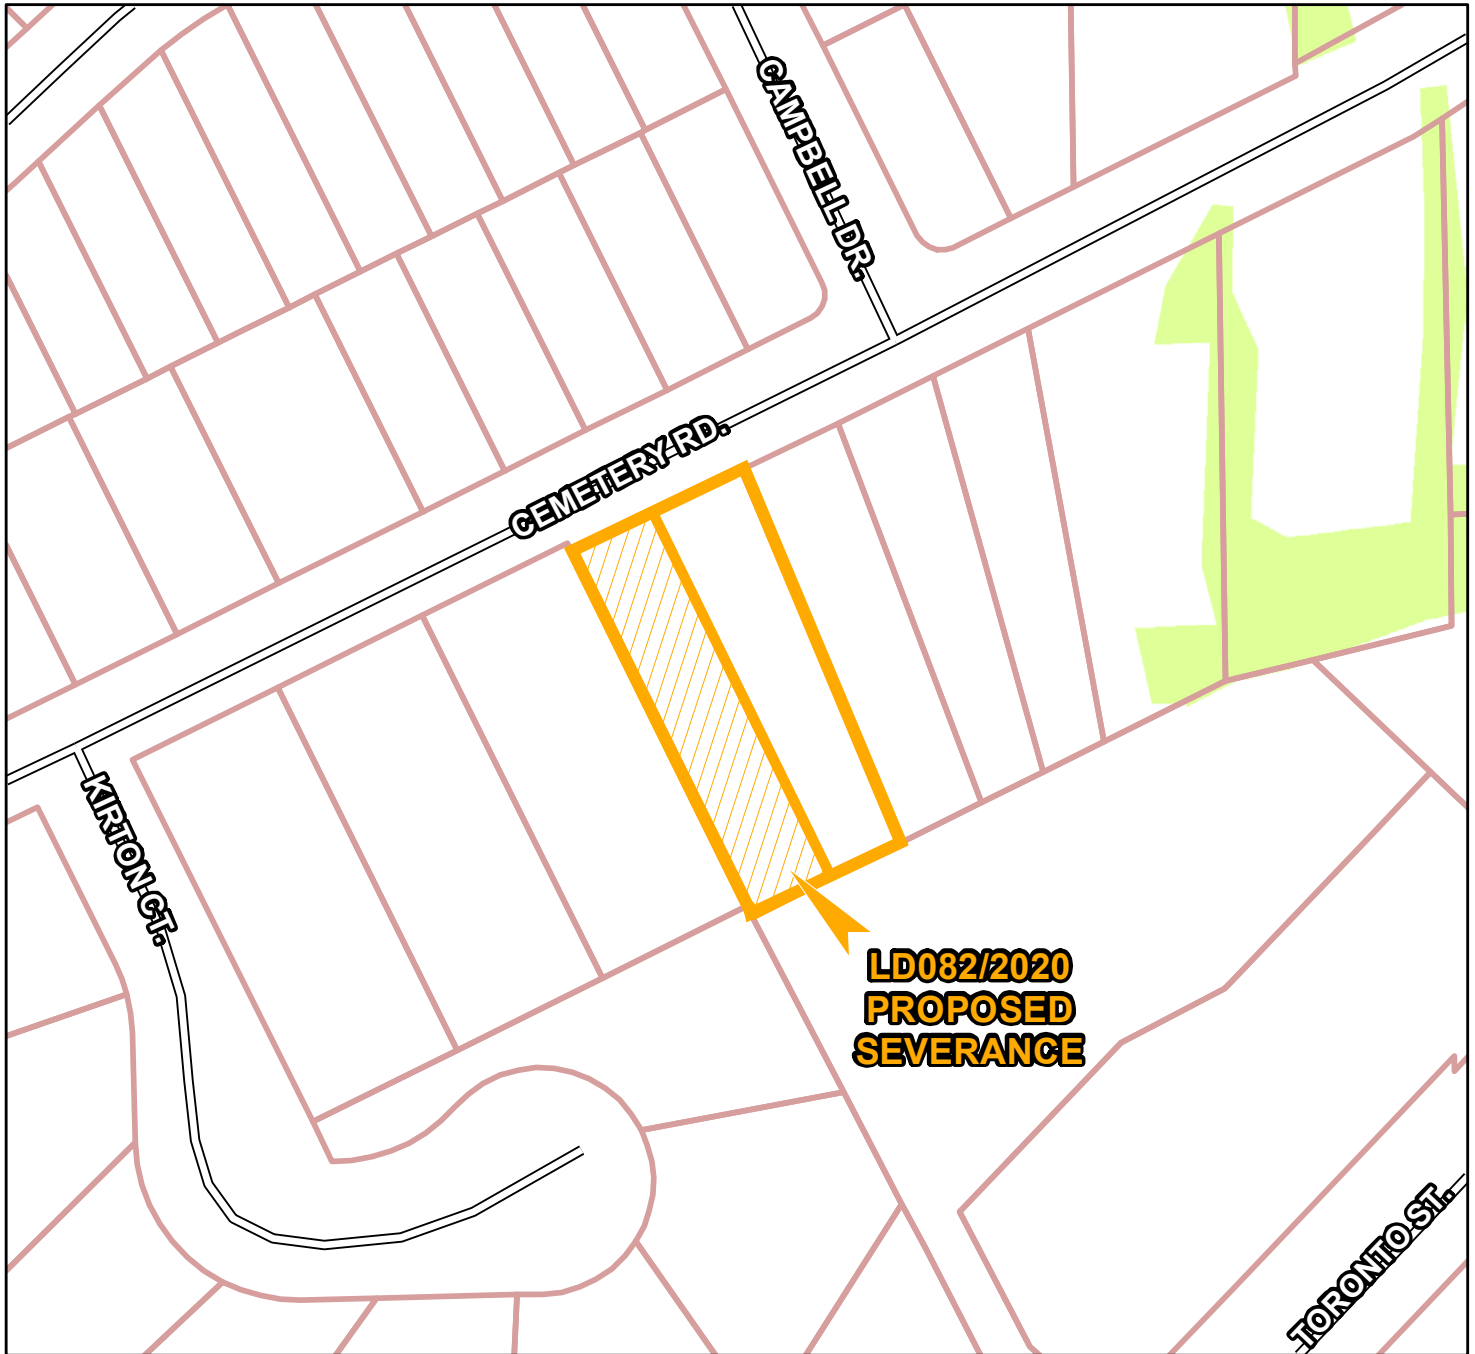 CAMPBELL DR.
CEMETERY RD.
KIRTON CT.
LD082/2020
PROPOSED
SEVERANCE
TORONTO ST.